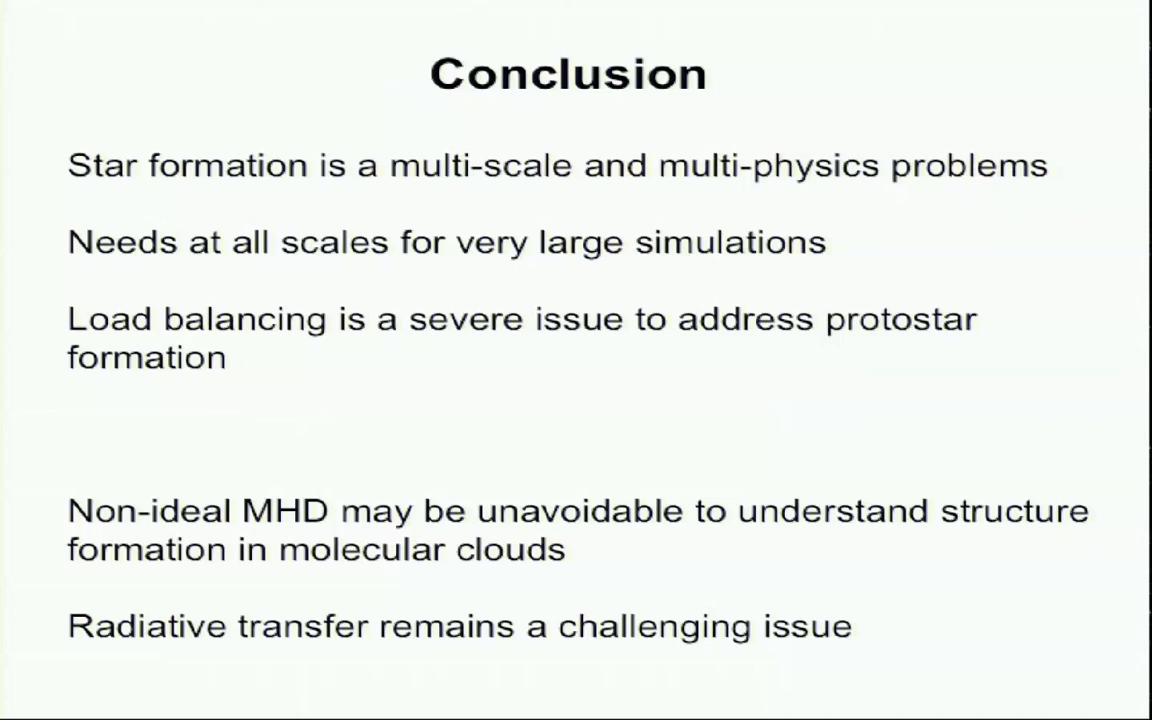 Conclusion
Star formation is a multi-scale and multi-physics problems
Needs at all scales for very large simulations
Load balancing is a severe issue to address protostar
formation
Non-ideal MHD may be unavoidable to understand structure
formation in molecular clouds
Radiative transfer remains a challenging issue